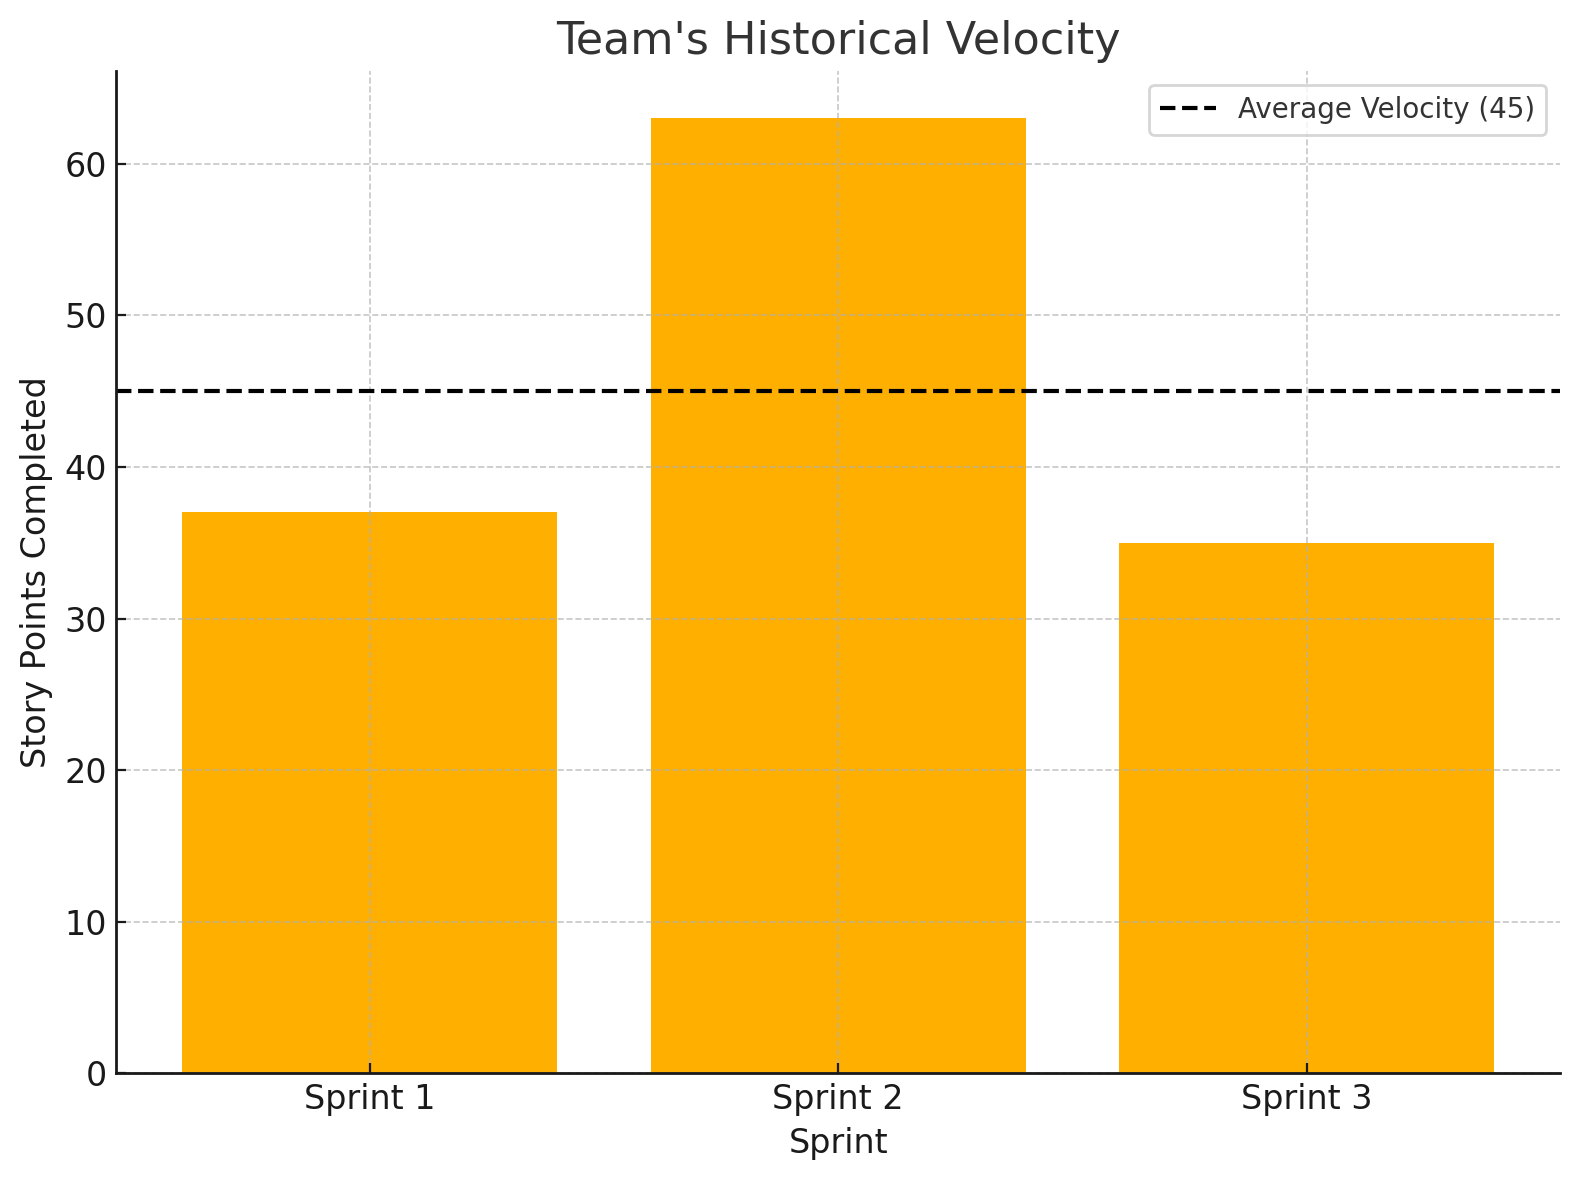 Team's Historical Velocity
Average Velocity (45)
Story Points Completed
60
50
40
30
20
10
0
Sprint 1
Sprint 2
Sprint 3
Sprint